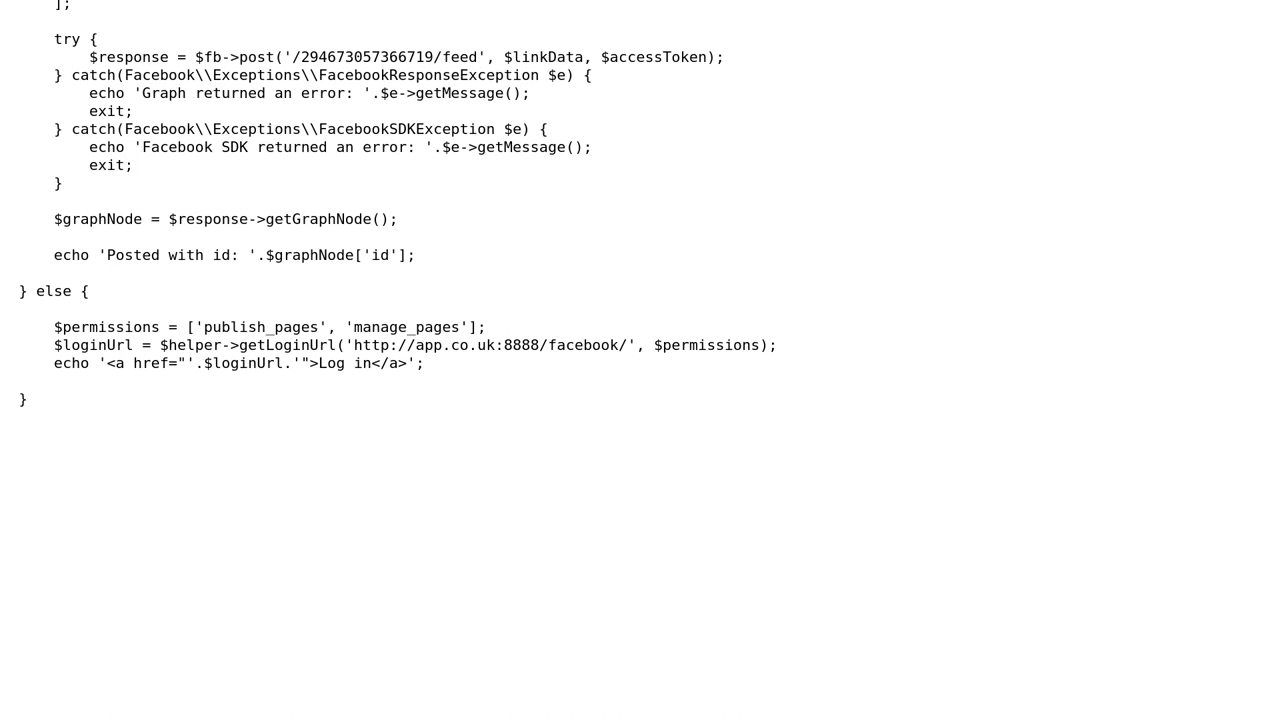 ];
try {
$response = $fb->post('/294673057366719/feed', $linkData, $accessToken);
} catch(Facebook\\Exceptions\\FacebookResponseException $e) {
echo 'Graph returned an error: '.$e->getMessage();
exit;
} catch(Facebook\\Exceptions\\FacebookSDKException $e) {
echo 'Facebook SDK returned an error: '.$e->getMessage();
exit;
}
$graphNode = $response->getGraphNode();
echo 'Posted with id: '.$graphNode['id'];
} else {
$permissions = ['publish_pages', 'manage_pages'];
$loginUrl = $helper->getLoginUrl('http://app.co.uk:8888/facebook/', $permissions);
echo '<a href="'.$loginUrl.'">Log in</a>';
}